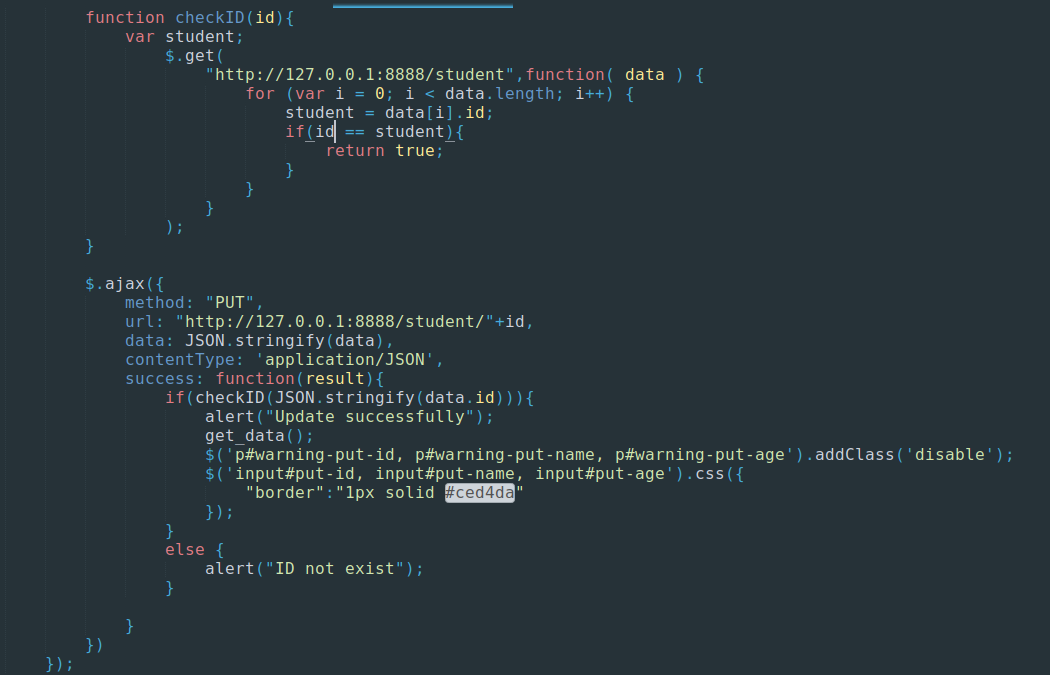 function checkID(id){
var student;
$.get(
"http://127.0.0.1:8888/student",function( data ) {
for (var i = 0; i < data.length; i++) {
student = data[i].id;
if(id == student){
return true;
}
}
}
);
}
$.ajax({
method: "PUT",
url: "http://127.0.0.1:8888/student/"+id,
data: JSON.stringify(data),
contentType: 'application/JSON',
success: function(result){
if(checkID(JSON.stringify(data.id))){
alert("Update successfully");
get_data();
$('p#warning-put-id, p#warning-put-name, p#warning-put-age').addClass('disable');
$('input#put-id, input#put-name, input#put-age').css({
"border":"1px solid #ced4da"
});
}
else {
alert("ID not exist");
}
}
})
});